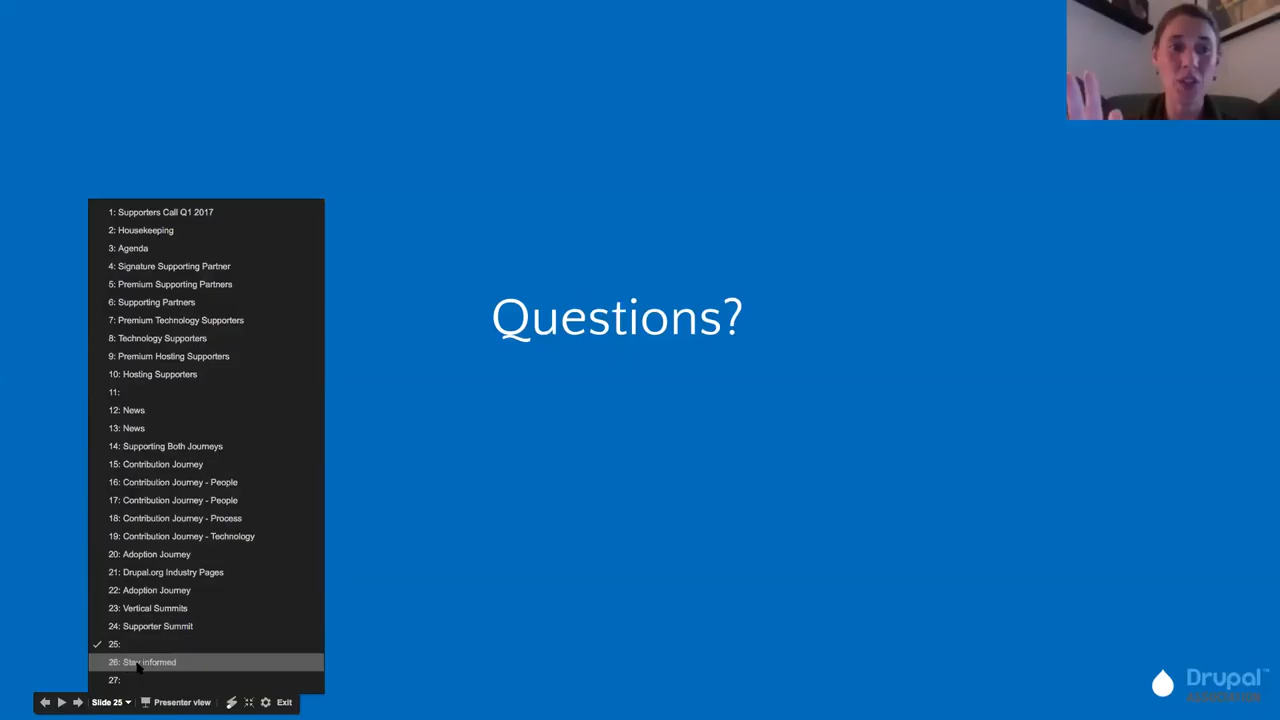 Questions?
1: Supporters Call Q1 2017
2: Housekeeping
3: Agenda
4: Signature Supporting Partner
5: Premium Supporting Partners
6: Supporting Partners
7: Premium Technology Supporters
8: Technology Supporters
9: Premium Hosting Supporters
10: Hosting Supporters
11:
12: News
13: News
14: Supporting Both Journeys
15: Contribution Journey
16: Contribution Journey - People
17: Contribution Journey - People
18: Contribution Journey - Process
19: Contribution Journey - Technology
20: Adoption Journey
21: Drupal.org Industry Pages
22: Adoption Journey
23: Vertical Summits
24: Supporter Summit
25:
26: Stay informed
27:
Slide 25 Presenter view Exit
Drupal™
ASSOCIATION